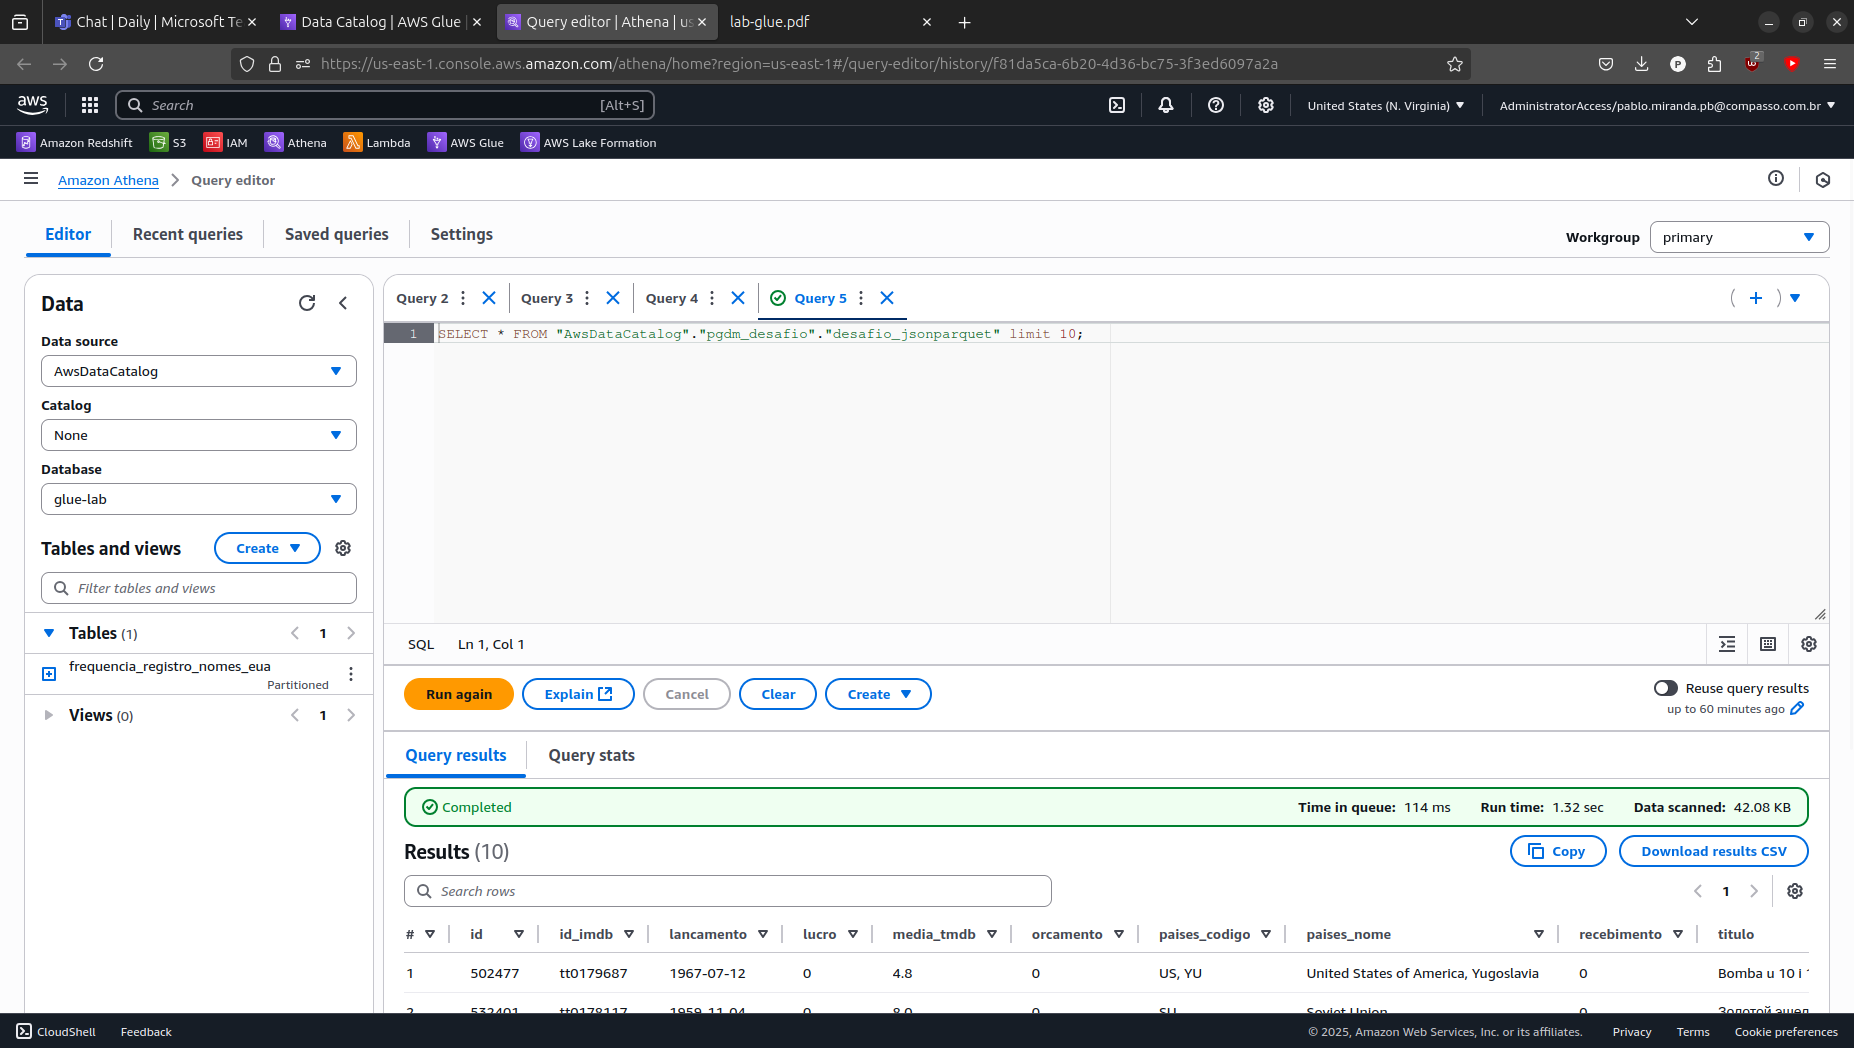 Chat | Daily | Microsoft Te
Data Catalog | AWS Glue |
Query editor | Athena | us
lab-glue.pdf
https://us-east-1.console.aws.amazon.com/athena/home?region=us-east-1#/query-editor/history/f81da5ca-6b20-4d36-bc75-3f3ed6097a2a
2
aws
Search
[Alt+S]
United States (N. Virginia)
AdministratorAccess/pablo.miranda.pb@compasso.com.br
Amazon Redshift
S3
IAM
Athena
Lambda
AWS Glue
AWS Lake Formation
Amazon Athena
Query editor
Editor
Recent queries
Saved queries
Settings
Workgroup
primary
Data
Data source
AwsDataCatalog
Catalog
None
Database
glue-lab
Tables and views
Create
Filter tables and views
Tables (1)
1
frequencia_registro_nomes_eua
Partitioned
Views (0)
1
Query 2
Query 3
Query 4
Query 5
1
SELECT * FROM "AwsDataCatalog"."pgdm_desafio"."desafio_jsonparquet" limit 10;
SQL
Ln 1, Col 1
Run again
Explain
Cancel
Clear
Create
Reuse query results
up to 60 minutes ago
Query results
Query stats
Completed
Time in queue: 114 ms
Run time: 1.32 sec
Data scanned: 42.08 KB
Results (10)
Copy
Download results CSV
Search rows
1
# id id_imdb lancamento lucro media_tmdb orcamento paises_codigo paises_nome recebimento titulo
1 502477 tt0179687 1967-07-12 0 4.8 0 US, YU United States of America, Yugoslavia 0 Bomba u 10 i
2 532401 tt0178117 1959-11-04 0 8.0 0 SU Soviet Union 0 Золотой эшел
CloudShell
Feedback
© 2025, Amazon Web Services, Inc. or its affiliates.
Privacy
Terms
Cookie preferences